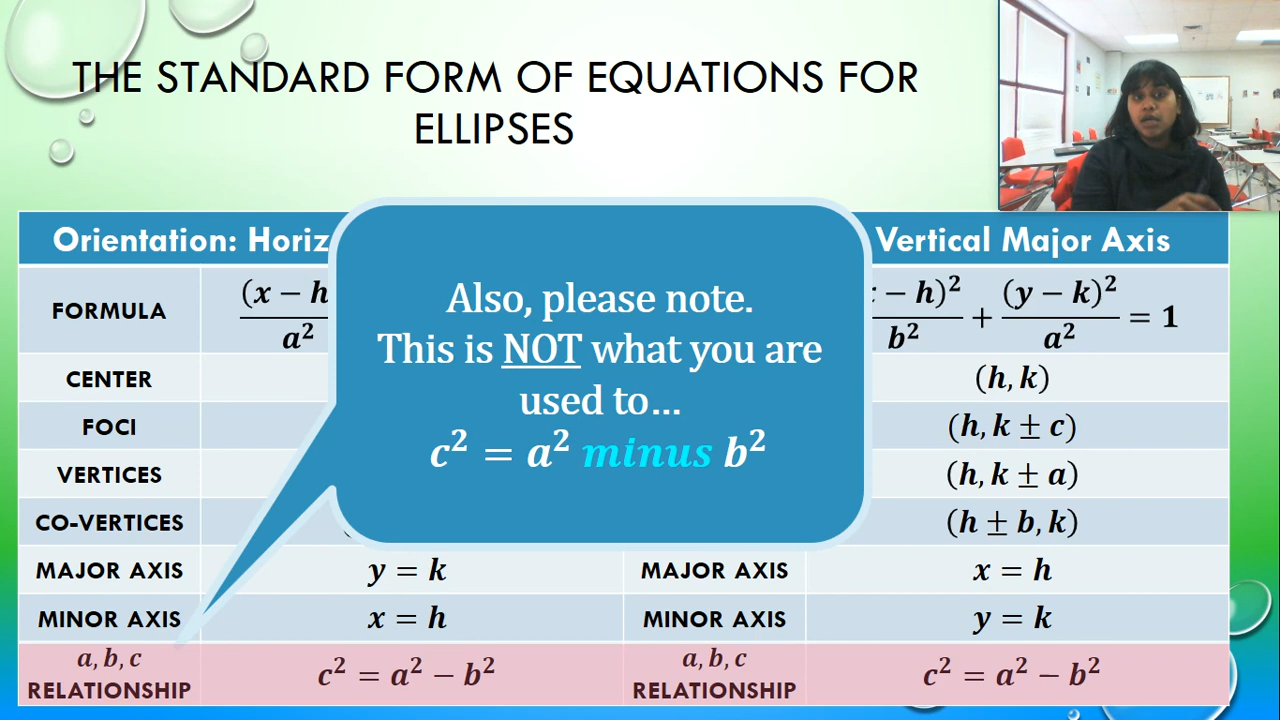 THE STANDARD FORM OF EQUATIONS FOR
ELLIPSES
Orientation: Horiz
Vertical Major Axis
FORMULA
(x − h
a²
− h)²/b² + (y − k)²/a² = 1
CENTER
(h, k)
FOCI
(h, k ± c)
VERTICES
(h, k ± a)
CO-VERTICES
(h ± b, k)
Also, please note.
This is NOT what you are
used to…
c² = a² minus b²
MAJOR AXIS
y = k
MAJOR AXIS
x = h
MINOR AXIS
x = h
MINOR AXIS
y = k
a, b, c
RELATIONSHIP
c² = a² − b²
a, b, c
RELATIONSHIP
c² = a² − b²